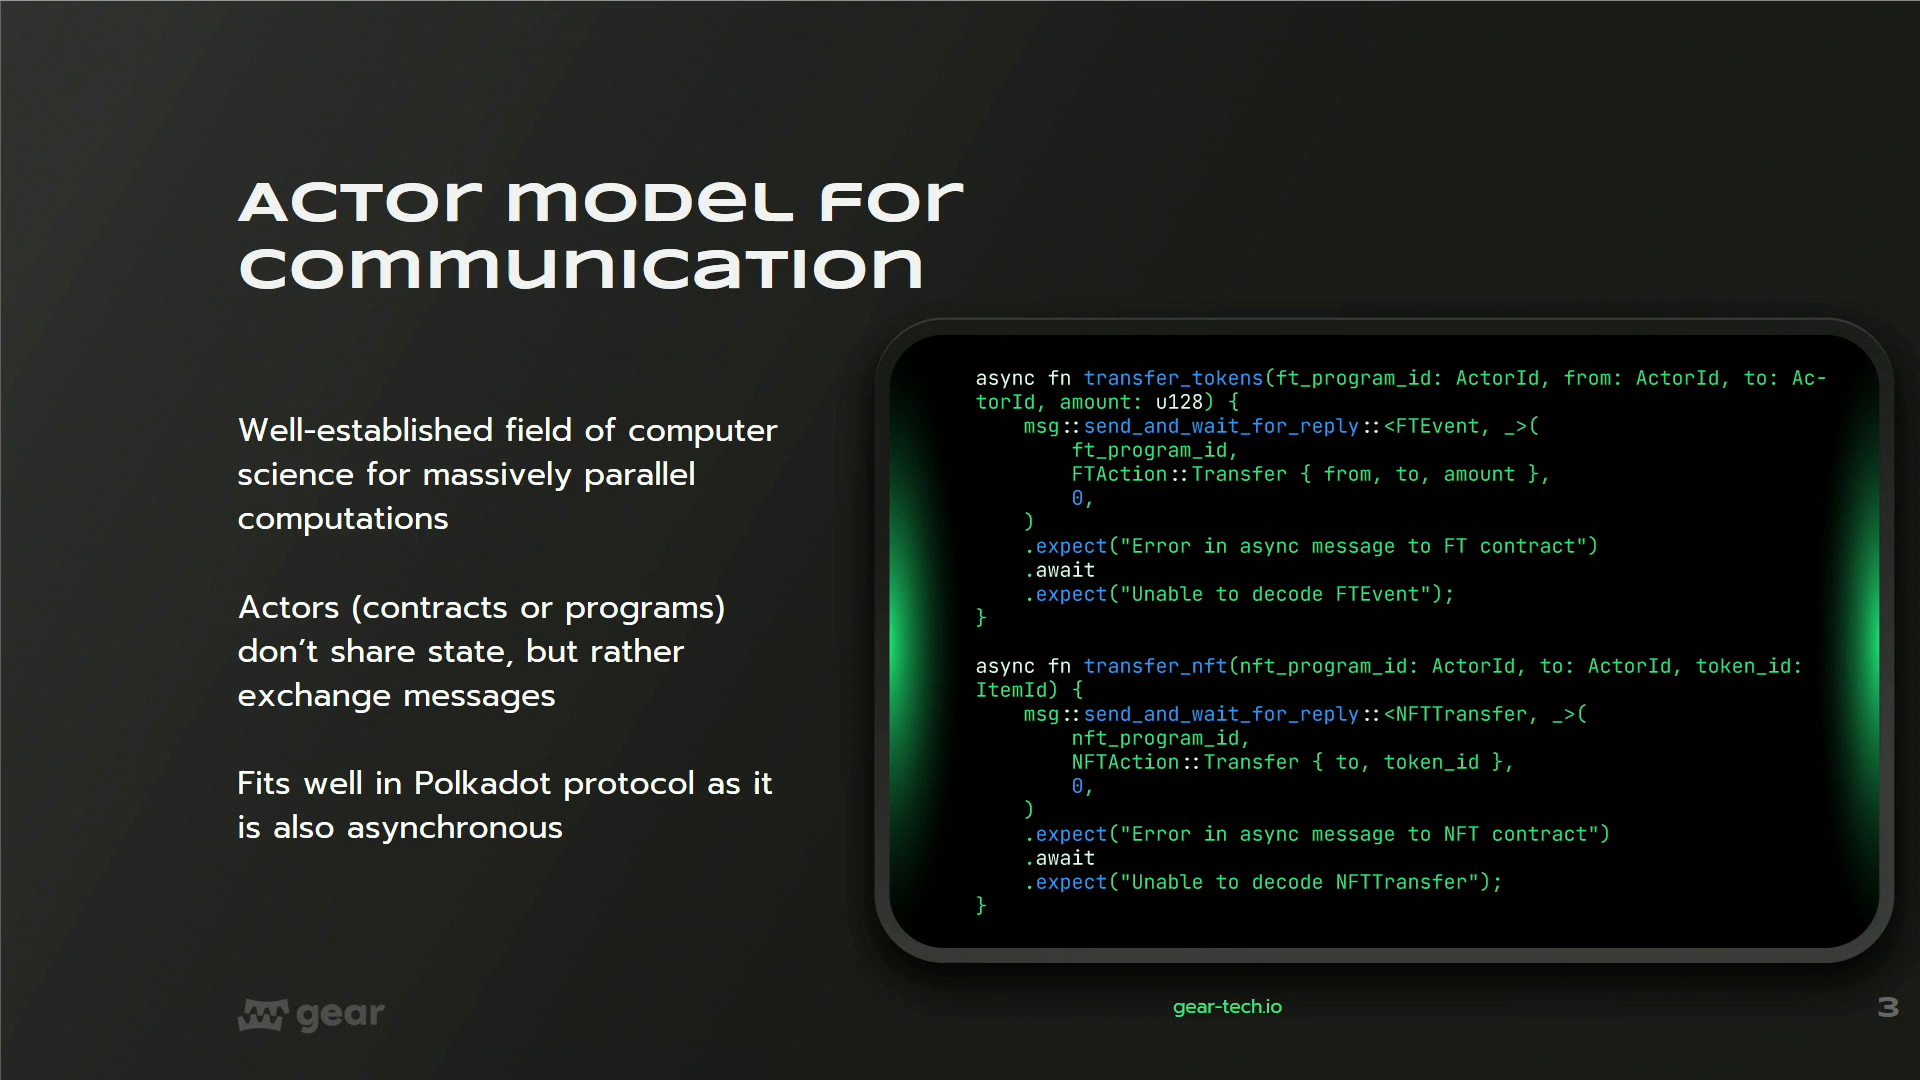 Actor model for
communication
Well-established field of computer
science for massively parallel
computations
Actors (contracts or programs)
don’t share state, but rather
exchange messages
Fits well in Polkadot protocol as it
is also asynchronous
async fn transfer_tokens(ft_program_id: ActorId, from: ActorId, to: Ac-
torId, amount: u128) {
    msg::send_and_wait_for_reply::<FTEvent, _>(
        ft_program_id,
        FTAction::Transfer { from, to, amount },
        0,
    )
    .expect("Error in async message to FT contract")
    .await
    .expect("Unable to decode FTEvent");
}
async fn transfer_nft(nft_program_id: ActorId, to: ActorId, token_id:
ItemId) {
    msg::send_and_wait_for_reply::<NFTTransfer, _>(
        nft_program_id,
        NFTAction::Transfer { to, token_id },
        0,
    )
    .expect("Error in async message to NFT contract")
    .await
    .expect("Unable to decode NFTTransfer");
}
gear
gear-tech.io
3